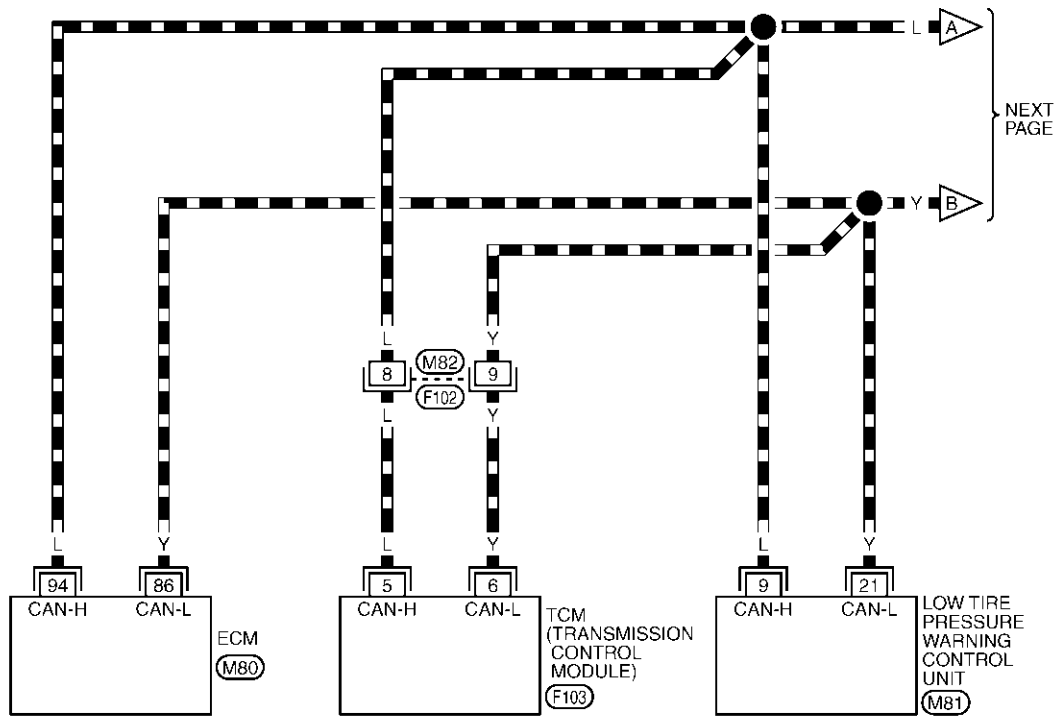 L
A
NEXT
PAGE
Y
B
L
Y
8
M82
9
F102
L
Y
L
Y
L
Y
94
86
5
6
9
21
CAN-H
CAN-L
CAN-H
CAN-L
CAN-H
CAN-L
ECM
M80
TCM
(TRANSMISSION
CONTROL
MODULE)
F103
LOW TIRE
PRESSURE
WARNING
CONTROL
UNIT
M81